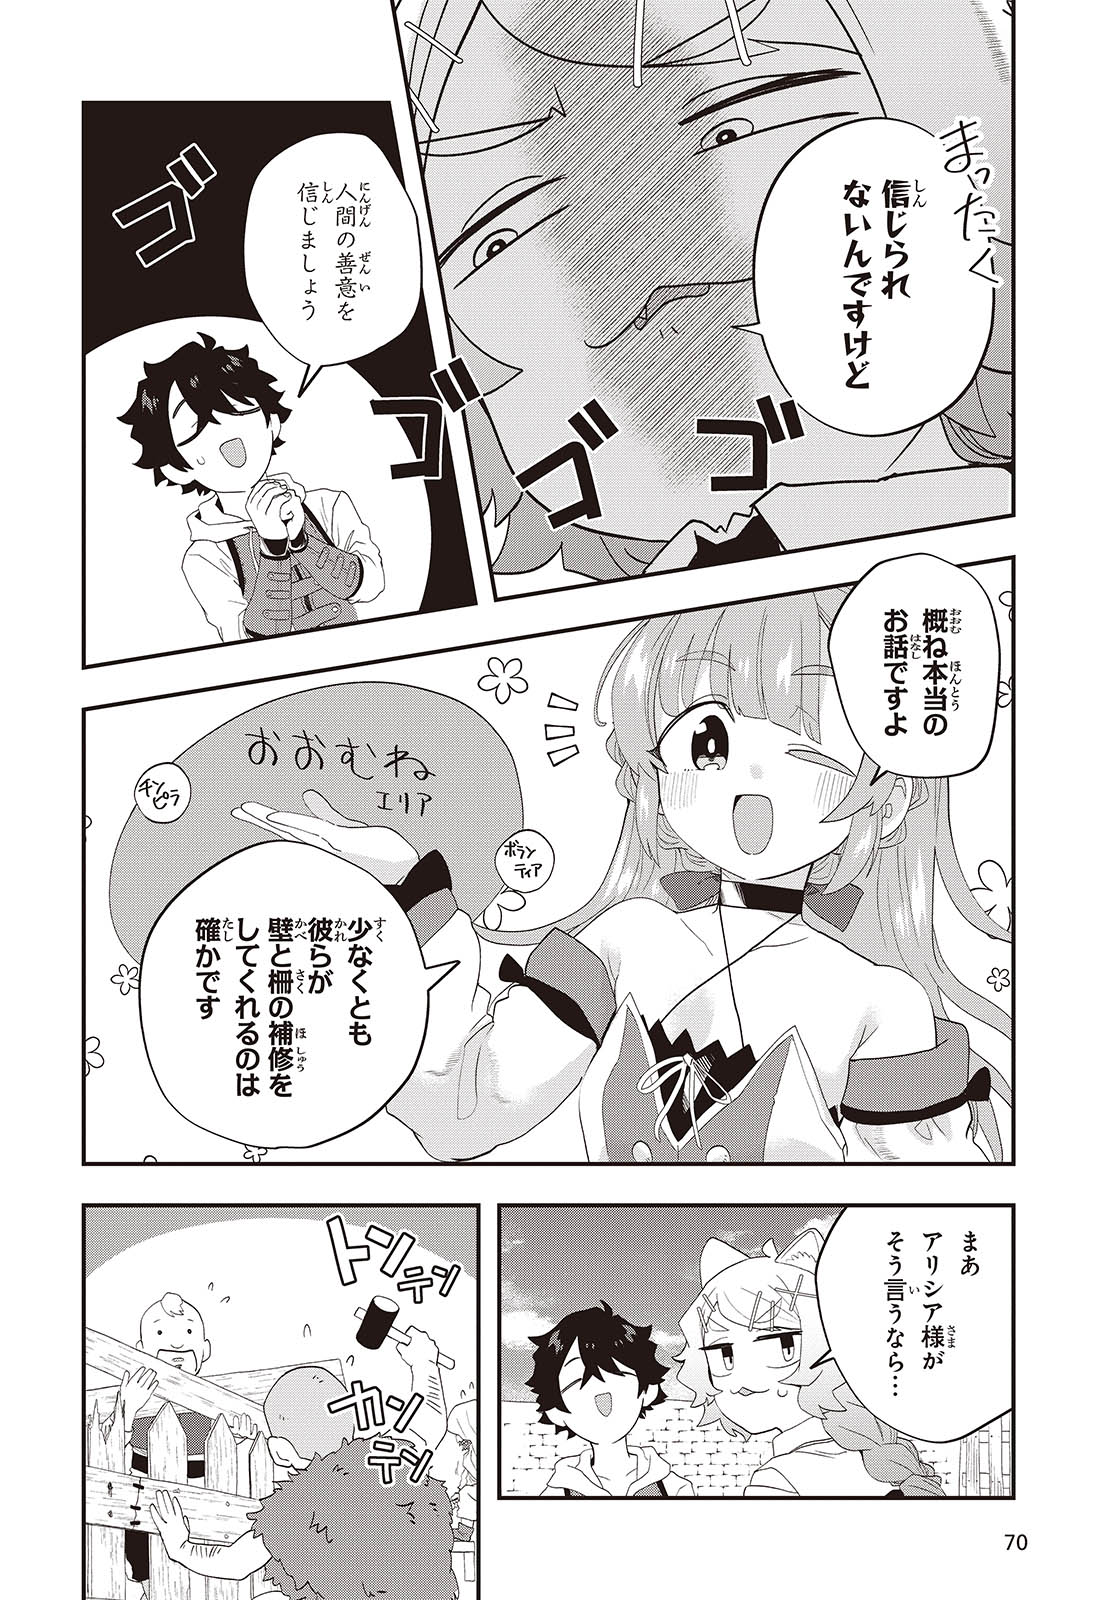 まったく
信じられ
ないんですけど
ゴゴゴ
ゴゴ
人間の善意を
信じましょう
概ね本当の
お話ですよ
おおむね
エリア
チンピラ
ボランティア
少なくとも
彼らが
壁と柵の補修を
してくれるのは
確かです
まあ
アリシア様が
そう言うなら…
トンテン
カンテン
70